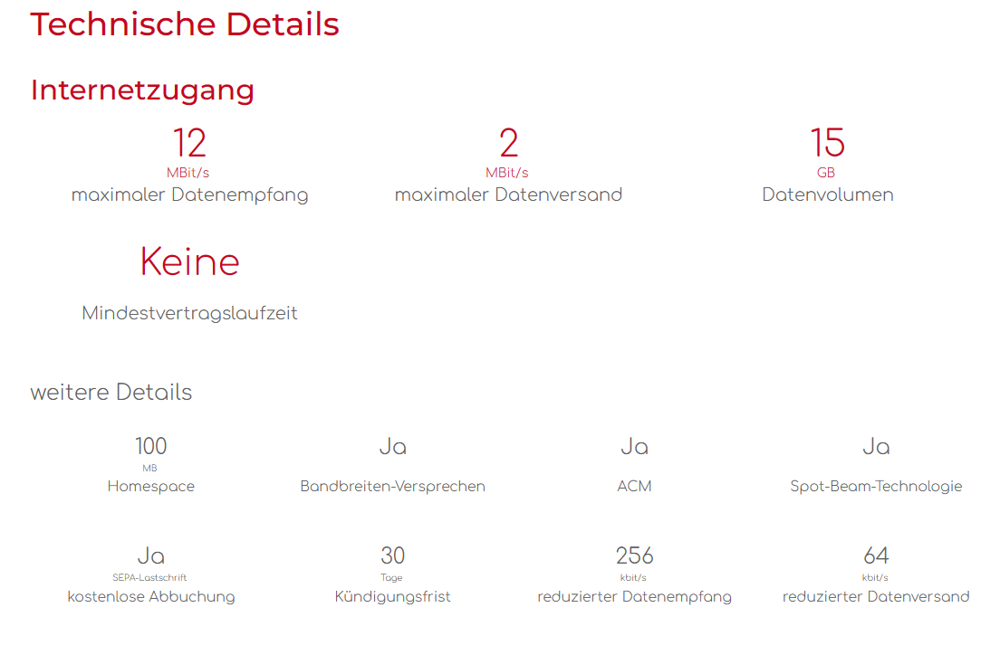 Technische Details
Internetzugang
12 2 15
MBit/s MBit/s GB
maximaler Datenempfang maximaler Datenversand Datenvolumen
Keine
Mindestvertragslaufzeit
weitere Details
100 Ja Ja Ja
MB
Homespace Bandbreiten-Versprechen ACM Spot-Beam-Technologie
Ja 30 256 64
SEPA-Lastschrift Tage kbit/s kbit/s
kostenlose Abbuchung Kündigungsfrist reduzierter Datenempfang reduzierter Datenversand